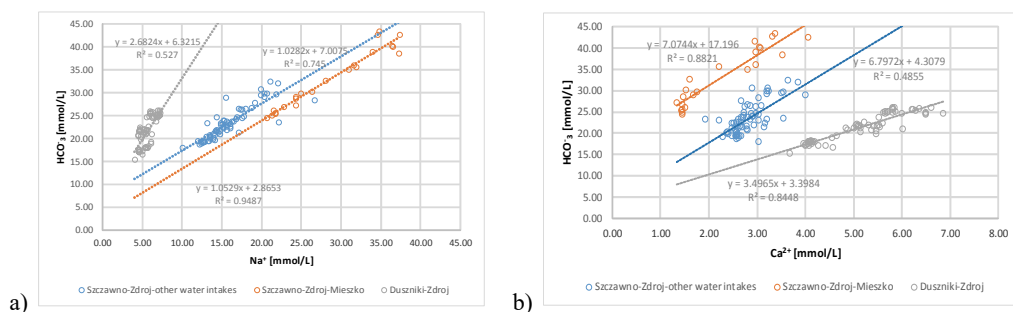 45.00
40.00
35.00
30.00
25.00
20.00
15.00
10.00
5.00
0.00
HCO⁻₃ [mmol/L]
y = 2.6824x + 6.3215
R² = 0.527
y = 1.0282x + 7.0075
R² = 0.745
y = 1.0529x + 2.8653
R² = 0.9487
0.00 5.00 10.00 15.00 20.00 25.00 30.00 35.00 40.00 45.00
Na⁺ [mmol/L]
Szczawno-Zdroj-other water intakes Szczawno-Zdroj-Mieszko Duszniki-Zdroj
a)
45.00
40.00
35.00
30.00
25.00
20.00
15.00
10.00
5.00
0.00
HCO⁻₃ [mmol/L]
y = 7.0744x + 17.196
R² = 0.8821
y = 6.7972x + 4.3079
R² = 0.4855
y = 3.4965x + 3.3984
R² = 0.8448
0.00 1.00 2.00 3.00 4.00 5.00 6.00 7.00 8.00
Ca²⁺ [mmol/L]
Szczawno-Zdroj-other water intakes Szczawno-Zdroj-Mieszko Duszniki-Zdroj
b)